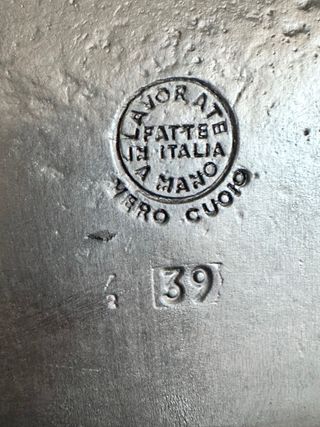 LAVORATE
A MANO
FATTE
IN ITALIA
VERO CUOIO
39